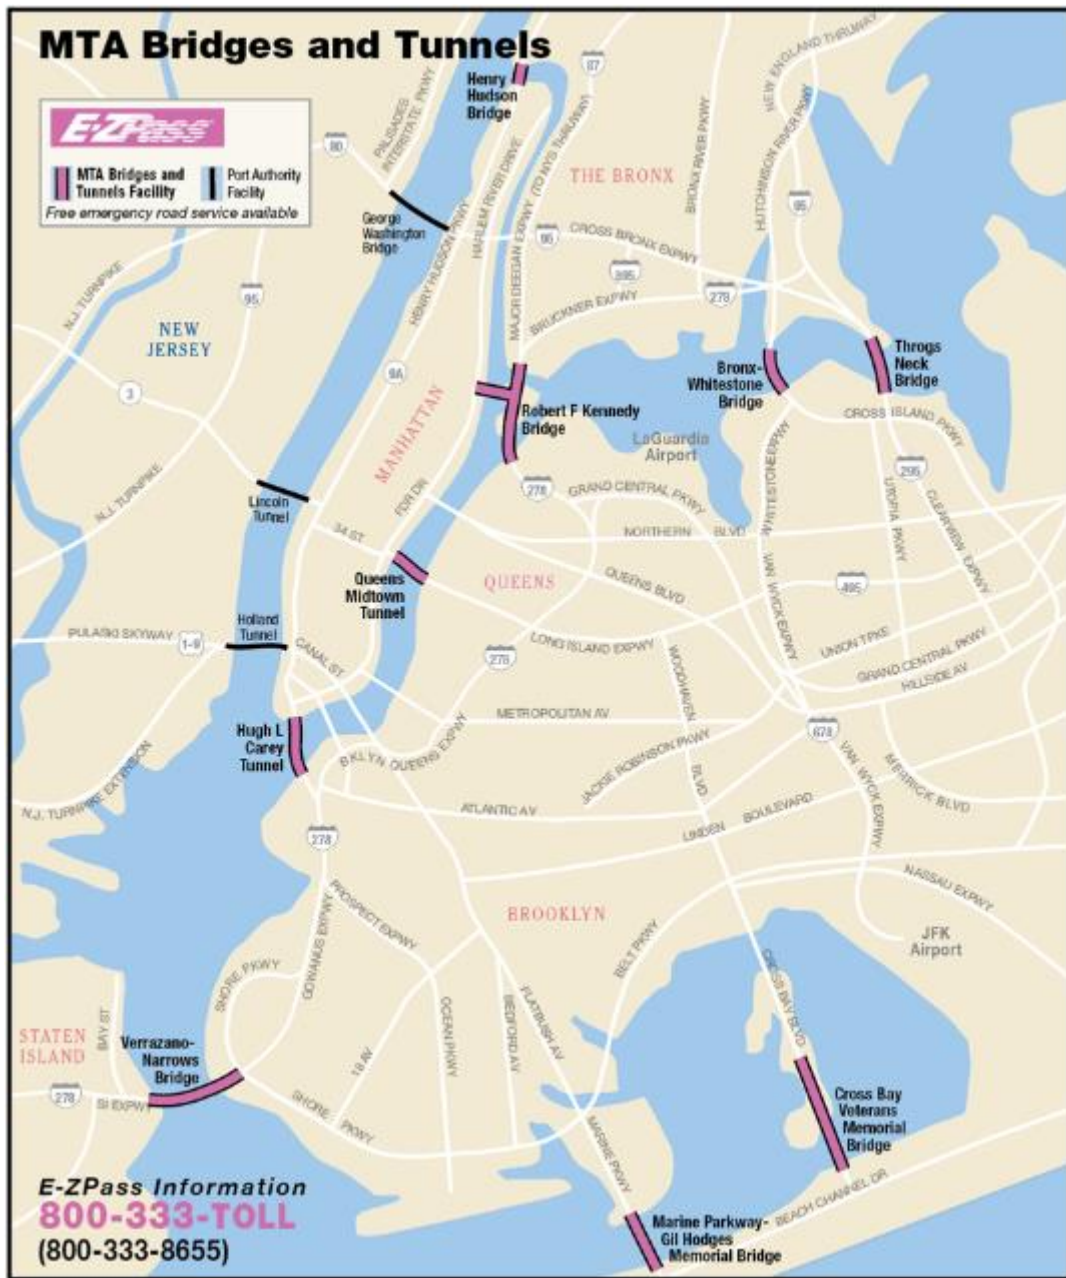 MTA Bridges and Tunnels
E-ZPass
MTA Bridges and
Tunnels Facility
Port Authority
Facility
Free emergency road service available
Henry
Hudson
Bridge
87
NEW ENGLAND THRUWAY
PALISADES
INTERSTATE PKWY
80
HARLEM RIVER DRIVE
MAJOR DEEGAN EXPWY (TO NYS THRUWAY)
THE BRONX
BRONX RIVER PKWY
HUTCHINSON RIVER PKWY
95
George
Washington
Bridge
HENRY HUDSON PKWY
95
CROSS BRONX EXPWY
895
278
BRUCKNER EXPWY
N.J. TURNPIKE
95
NEW
JERSEY
3
9A
MANHATTAN
Throgs
Neck
Bridge
Bronx-
Whitestone
Bridge
Robert F Kennedy
Bridge
LaGuardia
Airport
CROSS ISLAND PKWY
N.J. TURNPIKE
Lincoln
Tunnel
FDR DR
278
GRAND CENTRAL PKWY
WHITESTONE EXPWY
295
UTOPIA PKWY
CLEARVIEW EXPWY
34 ST
NORTHERN BLVD
Queens
Midtown
Tunnel
QUEENS
QUEENS BLVD
VAN WYCK EXPWY
495
Holland
Tunnel
PULASKI SKYWAY
1-9
CANAL ST
278
LONG ISLAND EXPWY
WOODHAVEN BLVD
UNION TPKE
GRAND CENTRAL PKWY
HILLSIDE AV
METROPOLITAN AV
Hugh L
Carey
Tunnel
BKLYN QUEENS EXPWY
JACKIE ROBINSON PKWY
678
VAN WYCK EXPWY
MERRICK BLVD
N.J. TURNPIKE EXTENSION
ATLANTIC AV
LINDEN BOULEVARD
278
NASSAU EXPWY
PROSPECT EXPWY
BROOKLYN
JFK
Airport
GOWANUS EXPWY
SHORE PKWY
BELT PKWY
CROSS BAY BLVD
STATEN
ISLAND
BAY ST
Verrazano-
Narrows
Bridge
18 AV
OCEAN PKWY
BEDFORD AV
FLATBUSH AV
278
SI EXPWY
SHORE PKWY
MARINE PKWY
Cross Bay
Veterans
Memorial
Bridge
BEACH CHANNEL DR
Marine Parkway-
Gil Hodges
Memorial Bridge
E-ZPass Information
800-333-TOLL
(800-333-8655)